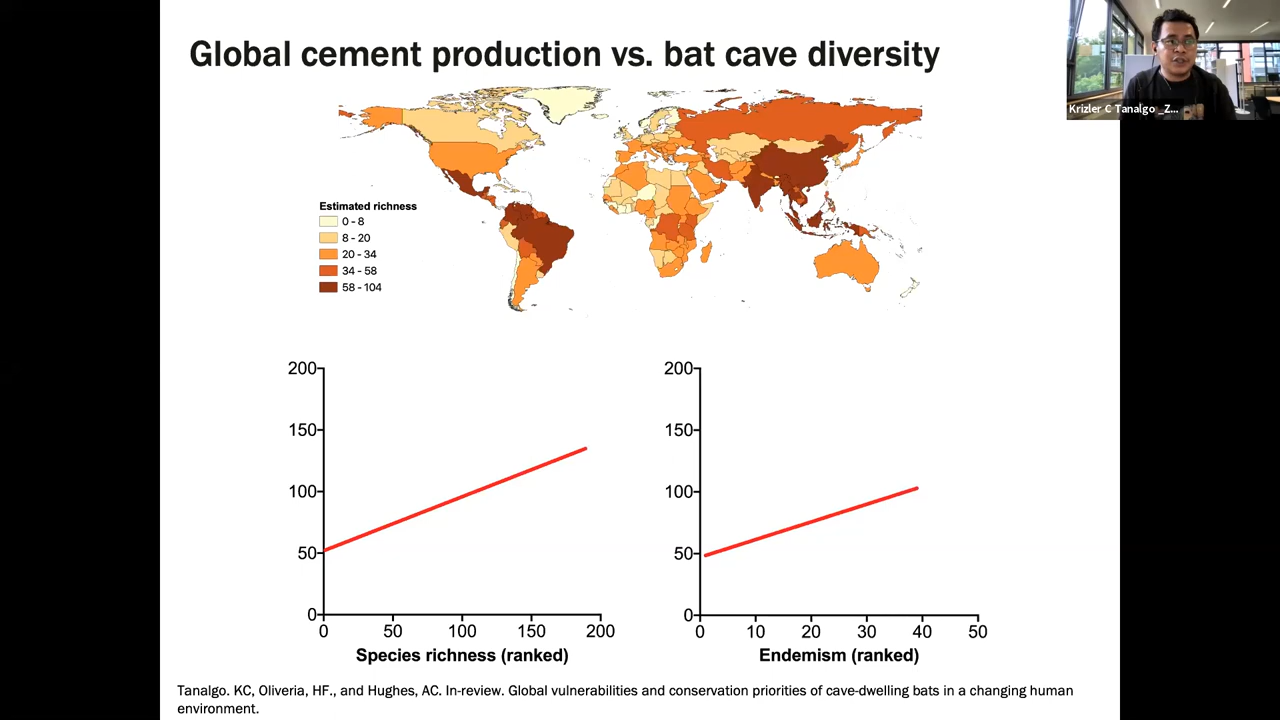 Global cement production vs. bat cave diversity
Krizler C Tanalgo _Z...
Estimated richness
0 - 8
8 - 20
20 - 34
34 - 58
58 - 104
200
150
100
50
0
0 50 100 150 200
Species richness (ranked)
200
150
100
50
0
0 10 20 30 40 50
Endemism (ranked)
Tanalgo. KC, Oliveria, HF., and Hughes, AC. In-review. Global vulnerabilities and conservation priorities of cave-dwelling bats in a changing human
environment.